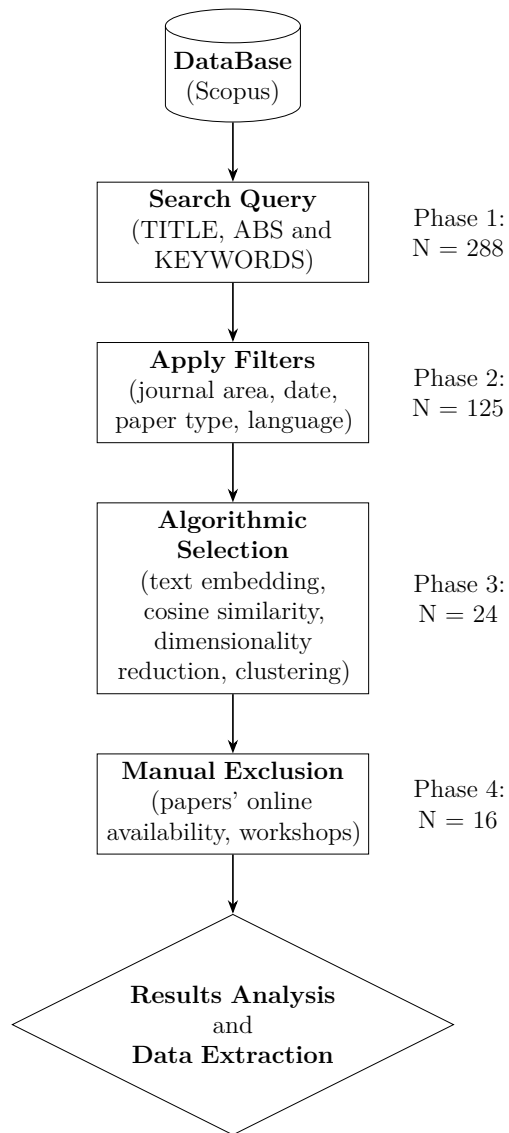 DataBase
(Scopus)
Search Query
(TITLE, ABS and
KEYWORDS)
Phase 1:
N = 288
Apply Filters
(journal area, date,
paper type, language)
Phase 2:
N = 125
Algorithmic
Selection
(text embedding,
cosine similarity,
dimensionality
reduction, clustering)
Phase 3:
N = 24
Manual Exclusion
(papers' online
availability, workshops)
Phase 4:
N = 16
Results Analysis
and
Data Extraction